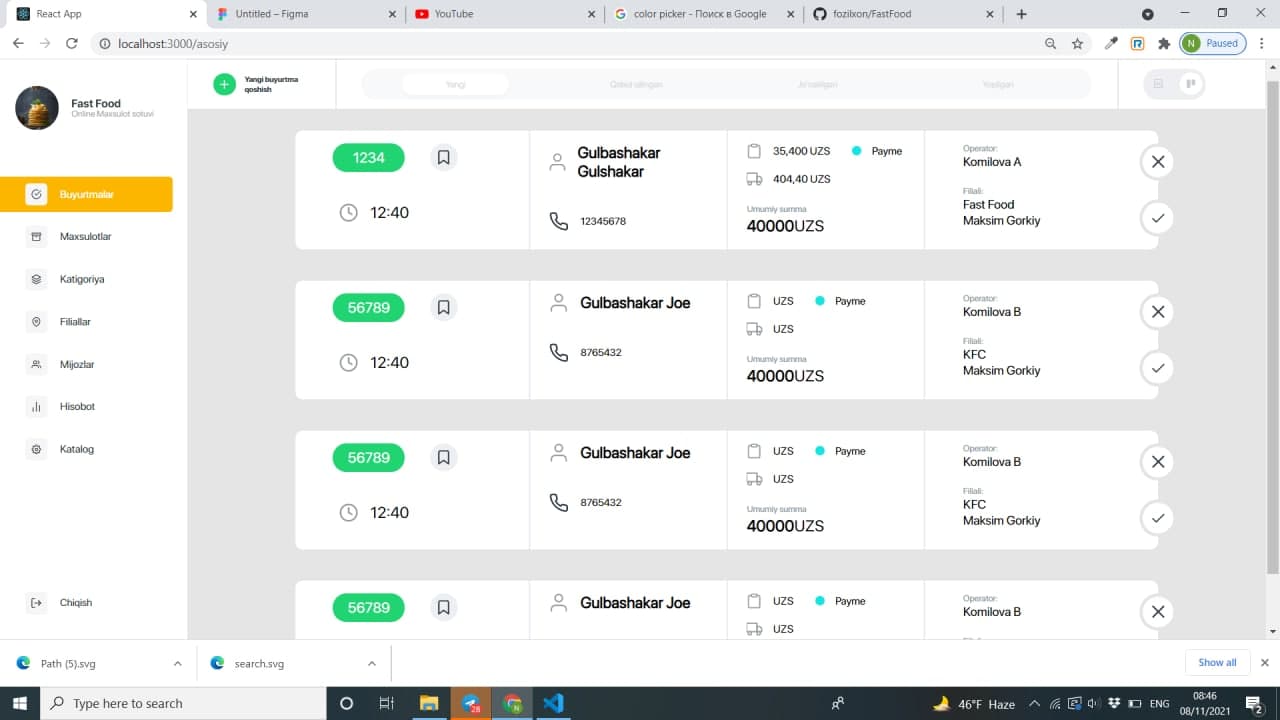 React App
Untitled – Figma
YouTube
color picker - Поиск в Google
fozilxon/FastFood
localhost:3000/asosiy
N
Paused
Fast Food
Online Maxsulot sotuvi
Yangi buyurtma
qoshish
Yangi
Qabul qilingan
Jo'natilgan
Yopilgan
Buyurtmalar
Maxsulotlar
Katigoriya
Filiallar
Mijozlar
Hisobot
Katalog
Chiqish
1234
12:40
Gulbashakar
Gulshakar
12345678
35,400 UZS
Payme
404,40 UZS
Umumiy summa
40000UZS
Operator:
Komilova A
Filiali:
Fast Food
Maksim Gorkiy
56789
12:40
Gulbashakar Joe
8765432
UZS
Payme
UZS
Umumiy summa
40000UZS
Operator:
Komilova B
Filiali:
KFC
Maksim Gorkiy
56789
12:40
Gulbashakar Joe
8765432
UZS
Payme
UZS
Umumiy summa
40000UZS
Operator:
Komilova B
Filiali:
KFC
Maksim Gorkiy
56789
Gulbashakar Joe
UZS
Payme
UZS
Operator:
Komilova B
Path (5).svg
search.svg
Show all
Type here to search
28
46°F Haze
ENG
08:46
08/11/2021
2